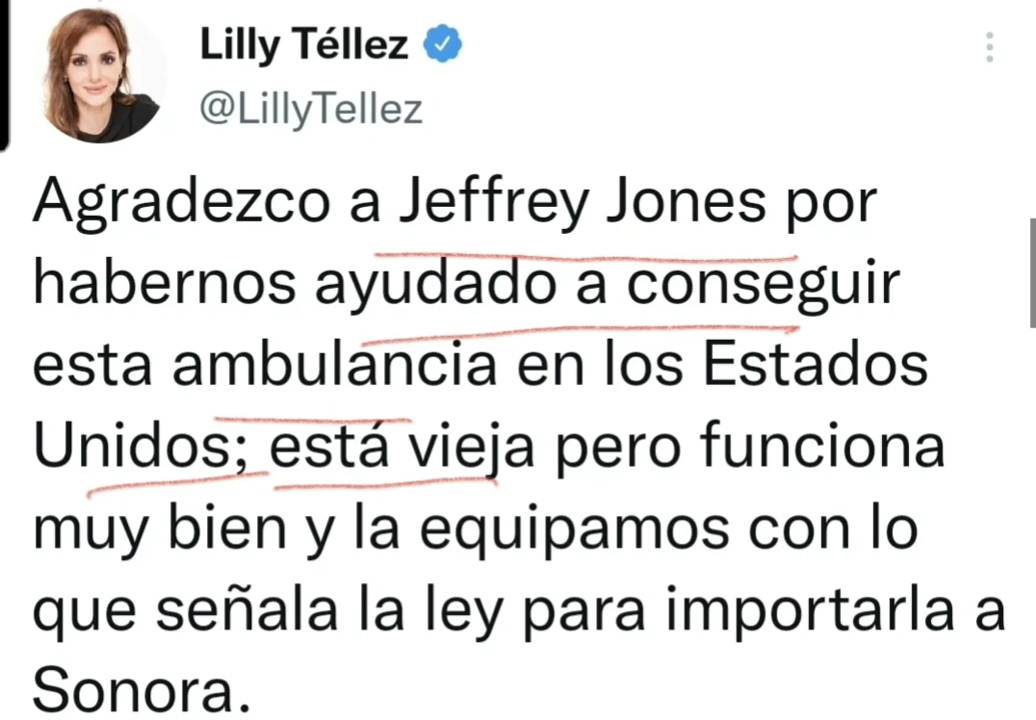 Lilly Téllez
@LillyTellez
Agradezco a Jeffrey Jones por
habernos ayudado a conseguir
esta ambulancia en los Estados
Unidos; está vieja pero funciona
muy bien y la equipamos con lo
que señala la ley para importarla a
Sonora.